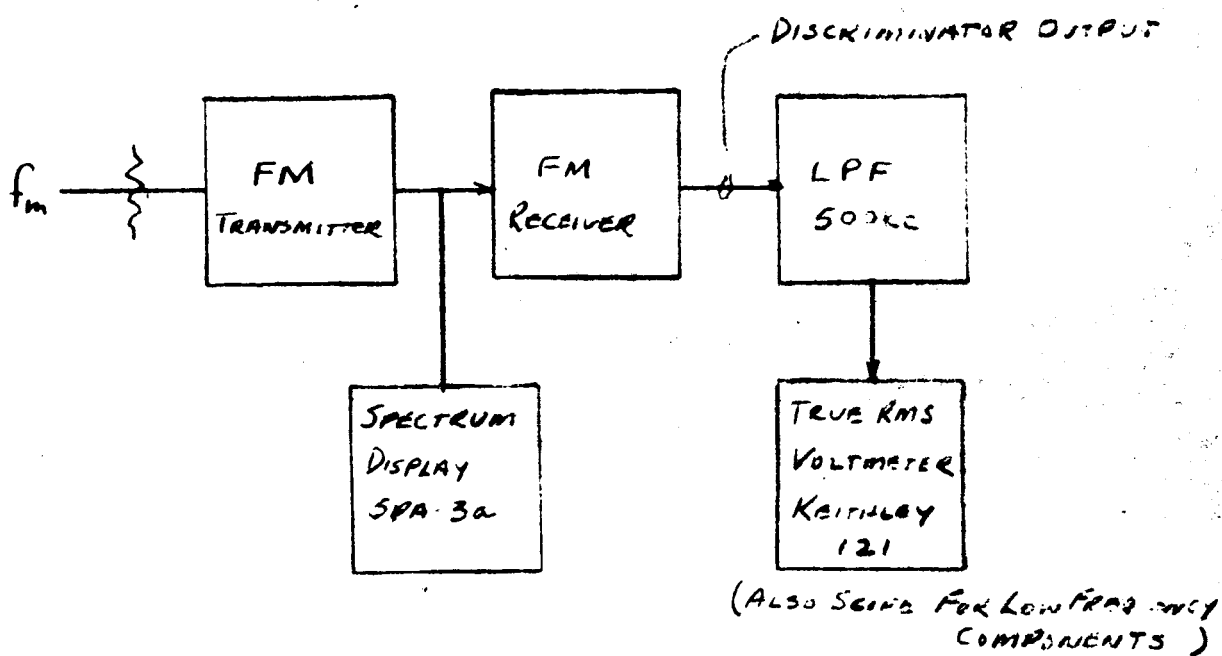 DISCRIMINATOR OUTPUT
fm
FM
TRANSMITTER
FM
RECEIVER
LPF
500KC
SPECTRUM
DISPLAY
SPA-3a
TRUE RMS
VOLTMETER
KEITHLEY
121
(ALSO FOR LOW FREQUENCY
COMPONENTS)